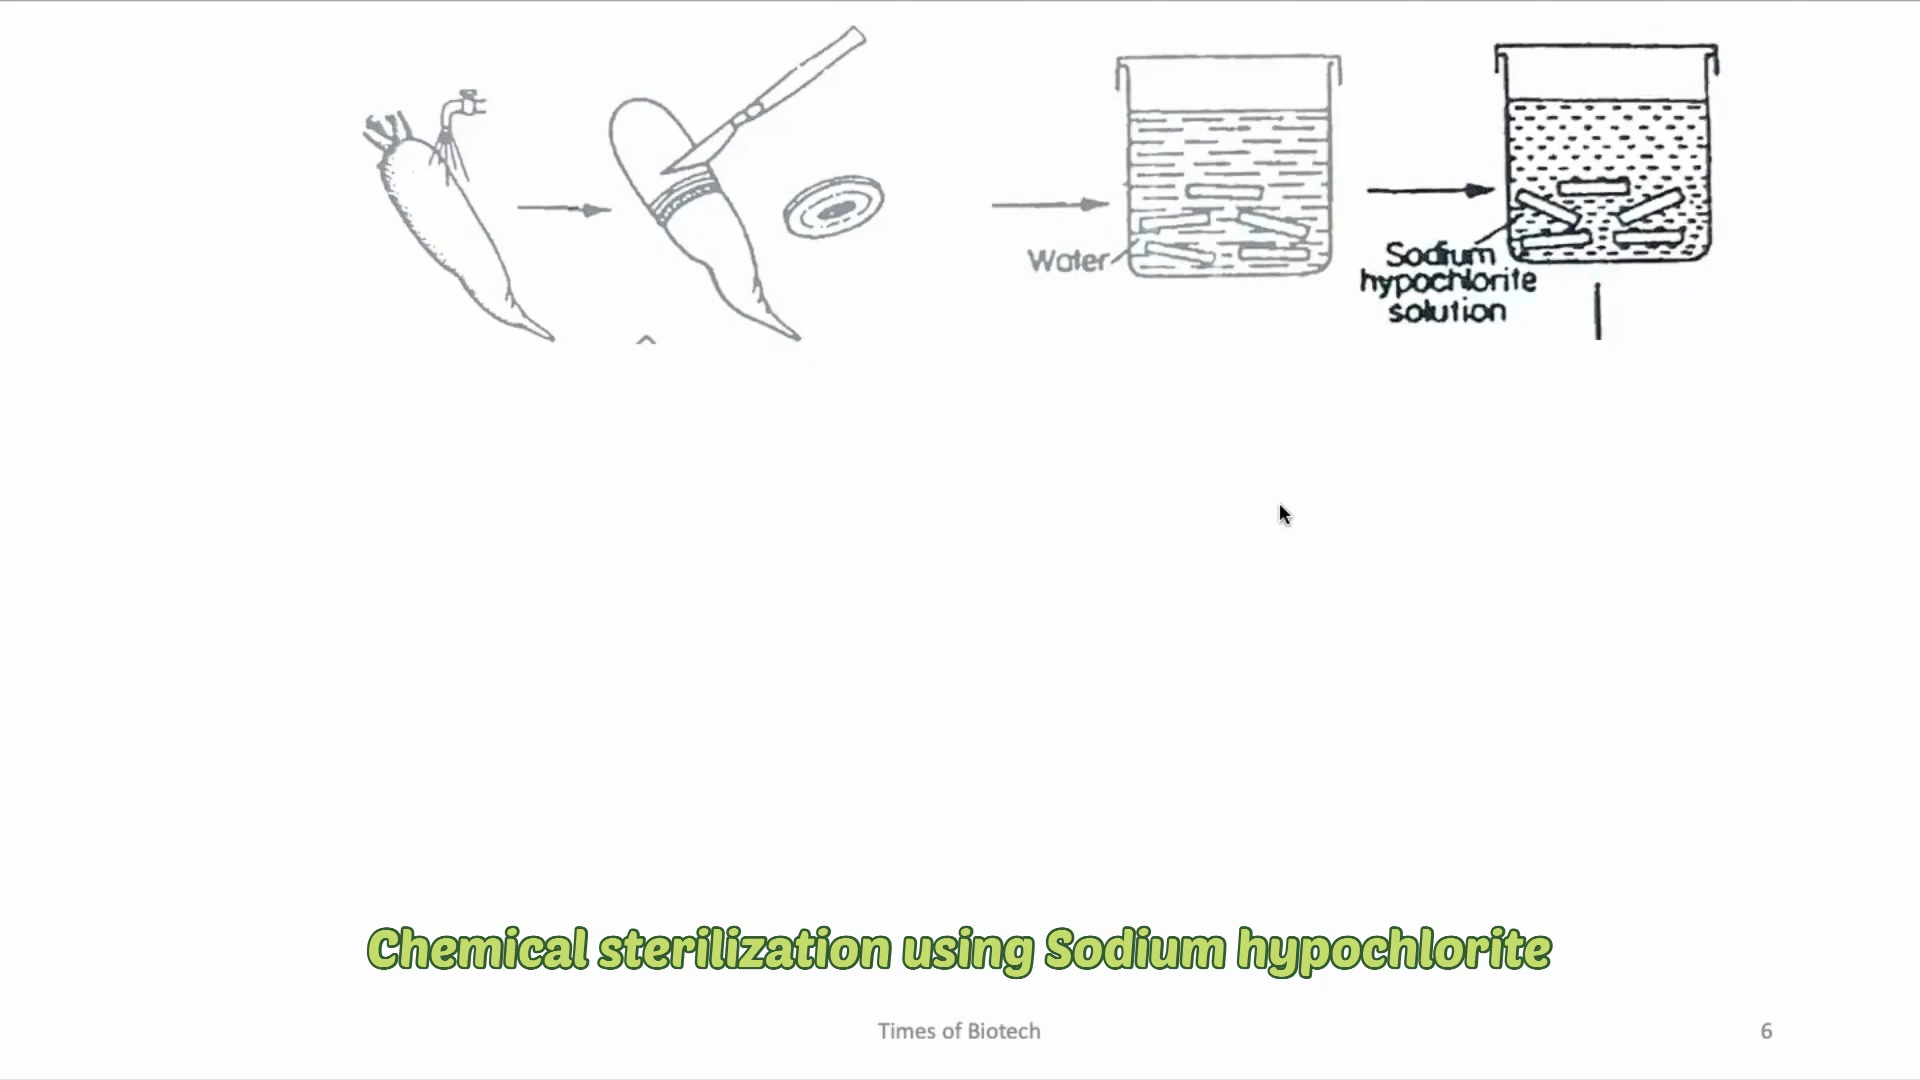 Water
Sodium
hypochlorite
solution
Chemical sterilization using Sodium hypochlorite
Times of Biotech
6